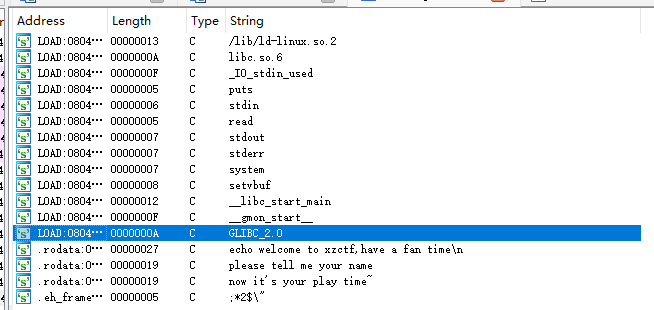 Address Length Type String
LOAD:0804… 00000013 C /lib/ld-linux.so.2
LOAD:0804… 0000000A C libc.so.6
LOAD:0804… 0000000F C _IO_stdin_used
LOAD:0804… 00000005 C puts
LOAD:0804… 00000006 C stdin
LOAD:0804… 00000005 C read
LOAD:0804… 00000007 C stdout
LOAD:0804… 00000007 C stderr
LOAD:0804… 00000007 C system
LOAD:0804… 00000008 C setvbuf
LOAD:0804… 00000012 C __libc_start_main
LOAD:0804… 0000000F C __gmon_start__
LOAD:0804… 0000000A C GLIBC_2.0
.rodata:0… 00000027 C echo welcome to xzctf,have a fan time\n
.rodata:0… 00000019 C please tell me your name
.rodata:0… 00000019 C now it's your play time~
.eh_frame… 00000005 C ;*2$\"